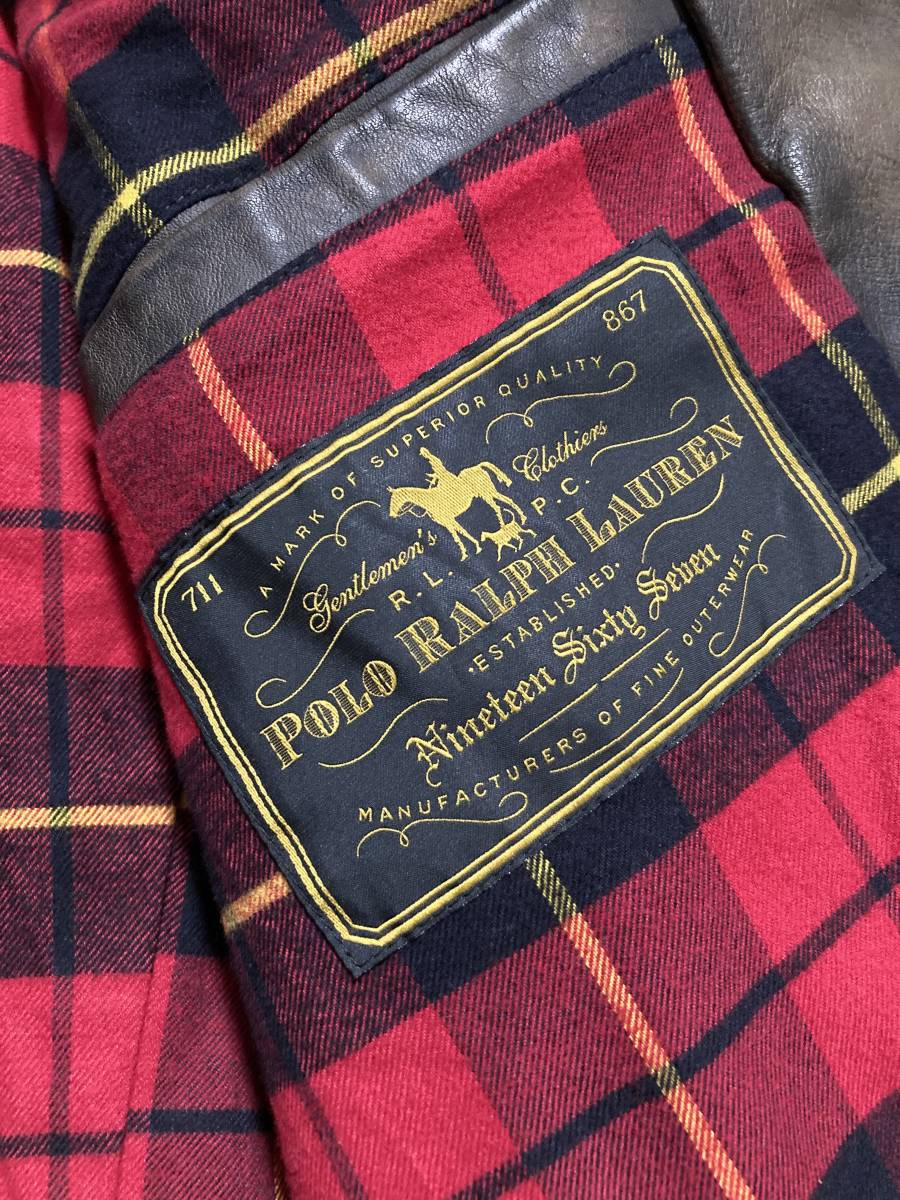 867
711
A MARK OF SUPERIOR QUALITY
Gentlemen's Clothiers
R.L. P.C.
POLO RALPH LAUREN
·ESTABLISHED·
Nineteen Sixty Seven
MANUFACTURERS OF FINE OUTERWEAR